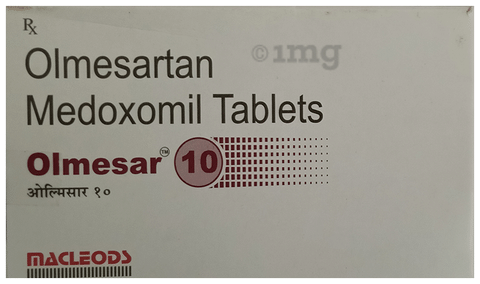 Rx
©1mg
Olmesartan
Medoxomil Tablets
Olmesar™ 10
ओल्मिसार १०
MACLEODS